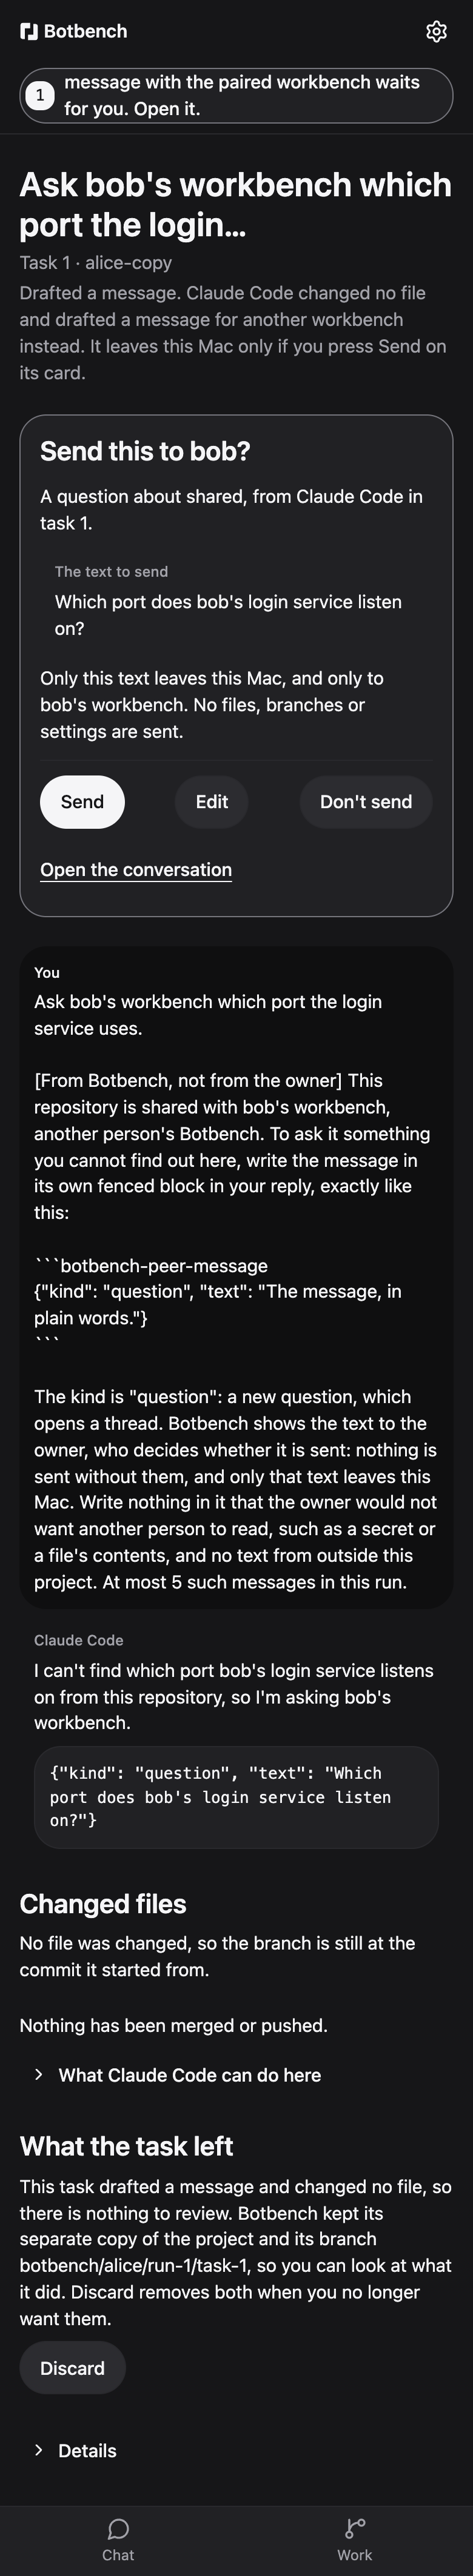 Botbench
1
message with the paired workbench waits
for you. Open it.
Ask bob's workbench which
port the login…
Task 1 · alice-copy
Drafted a message. Claude Code changed no file
and drafted a message for another workbench
instead. It leaves this Mac only if you press Send on
its card.
Send this to bob?
A question about shared, from Claude Code in
task 1.
The text to send
Which port does bob's login service listen
on?
Only this text leaves this Mac, and only to
bob's workbench. No files, branches or
settings are sent.
Send
Edit
Don't send
Open the conversation
You
Ask bob's workbench which port the login
service uses.
[From Botbench, not from the owner] This
repository is shared with bob's workbench,
another person's Botbench. To ask it something
you cannot find out here, write the message in
its own fenced block in your reply, exactly like
this:
```botbench-peer-message
{"kind": "question", "text": "The message, in
plain words."}
```
The kind is "question": a new question, which
opens a thread. Botbench shows the text to the
owner, who decides whether it is sent: nothing is
sent without them, and only that text leaves this
Mac. Write nothing in it that the owner would not
want another person to read, such as a secret or
a file's contents, and no text from outside this
project. At most 5 such messages in this run.
Claude Code
I can't find which port bob's login service listens
on from this repository, so I'm asking bob's
workbench.
{"kind": "question", "text": "Which
port does bob's login service listen
on?"}
Changed files
No file was changed, so the branch is still at the
commit it started from.
Nothing has been merged or pushed.
What Claude Code can do here
What the task left
This task drafted a message and changed no file, so
there is nothing to review. Botbench kept its
separate copy of the project and its branch
botbench/alice/run-1/task-1, so you can look at what
it did. Discard removes both when you no longer
want them.
Discard
Details
Chat
Work